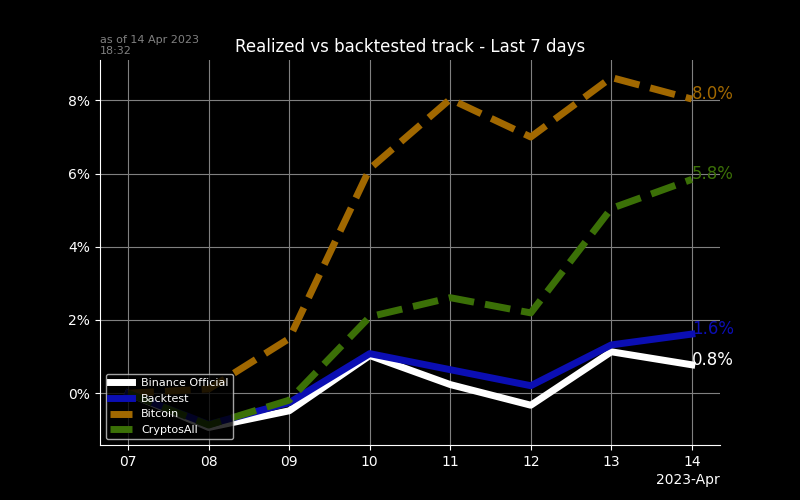 as of 14 Apr 2023
18:32
Realized vs backtested track - Last 7 days
8%
6%
4%
2%
0%
8.0%
5.8%
1.6%
0.8%
Binance Official
Backtest
Bitcoin
CryptosAll
07 08 09 10 11 12 13 14
2023-Apr